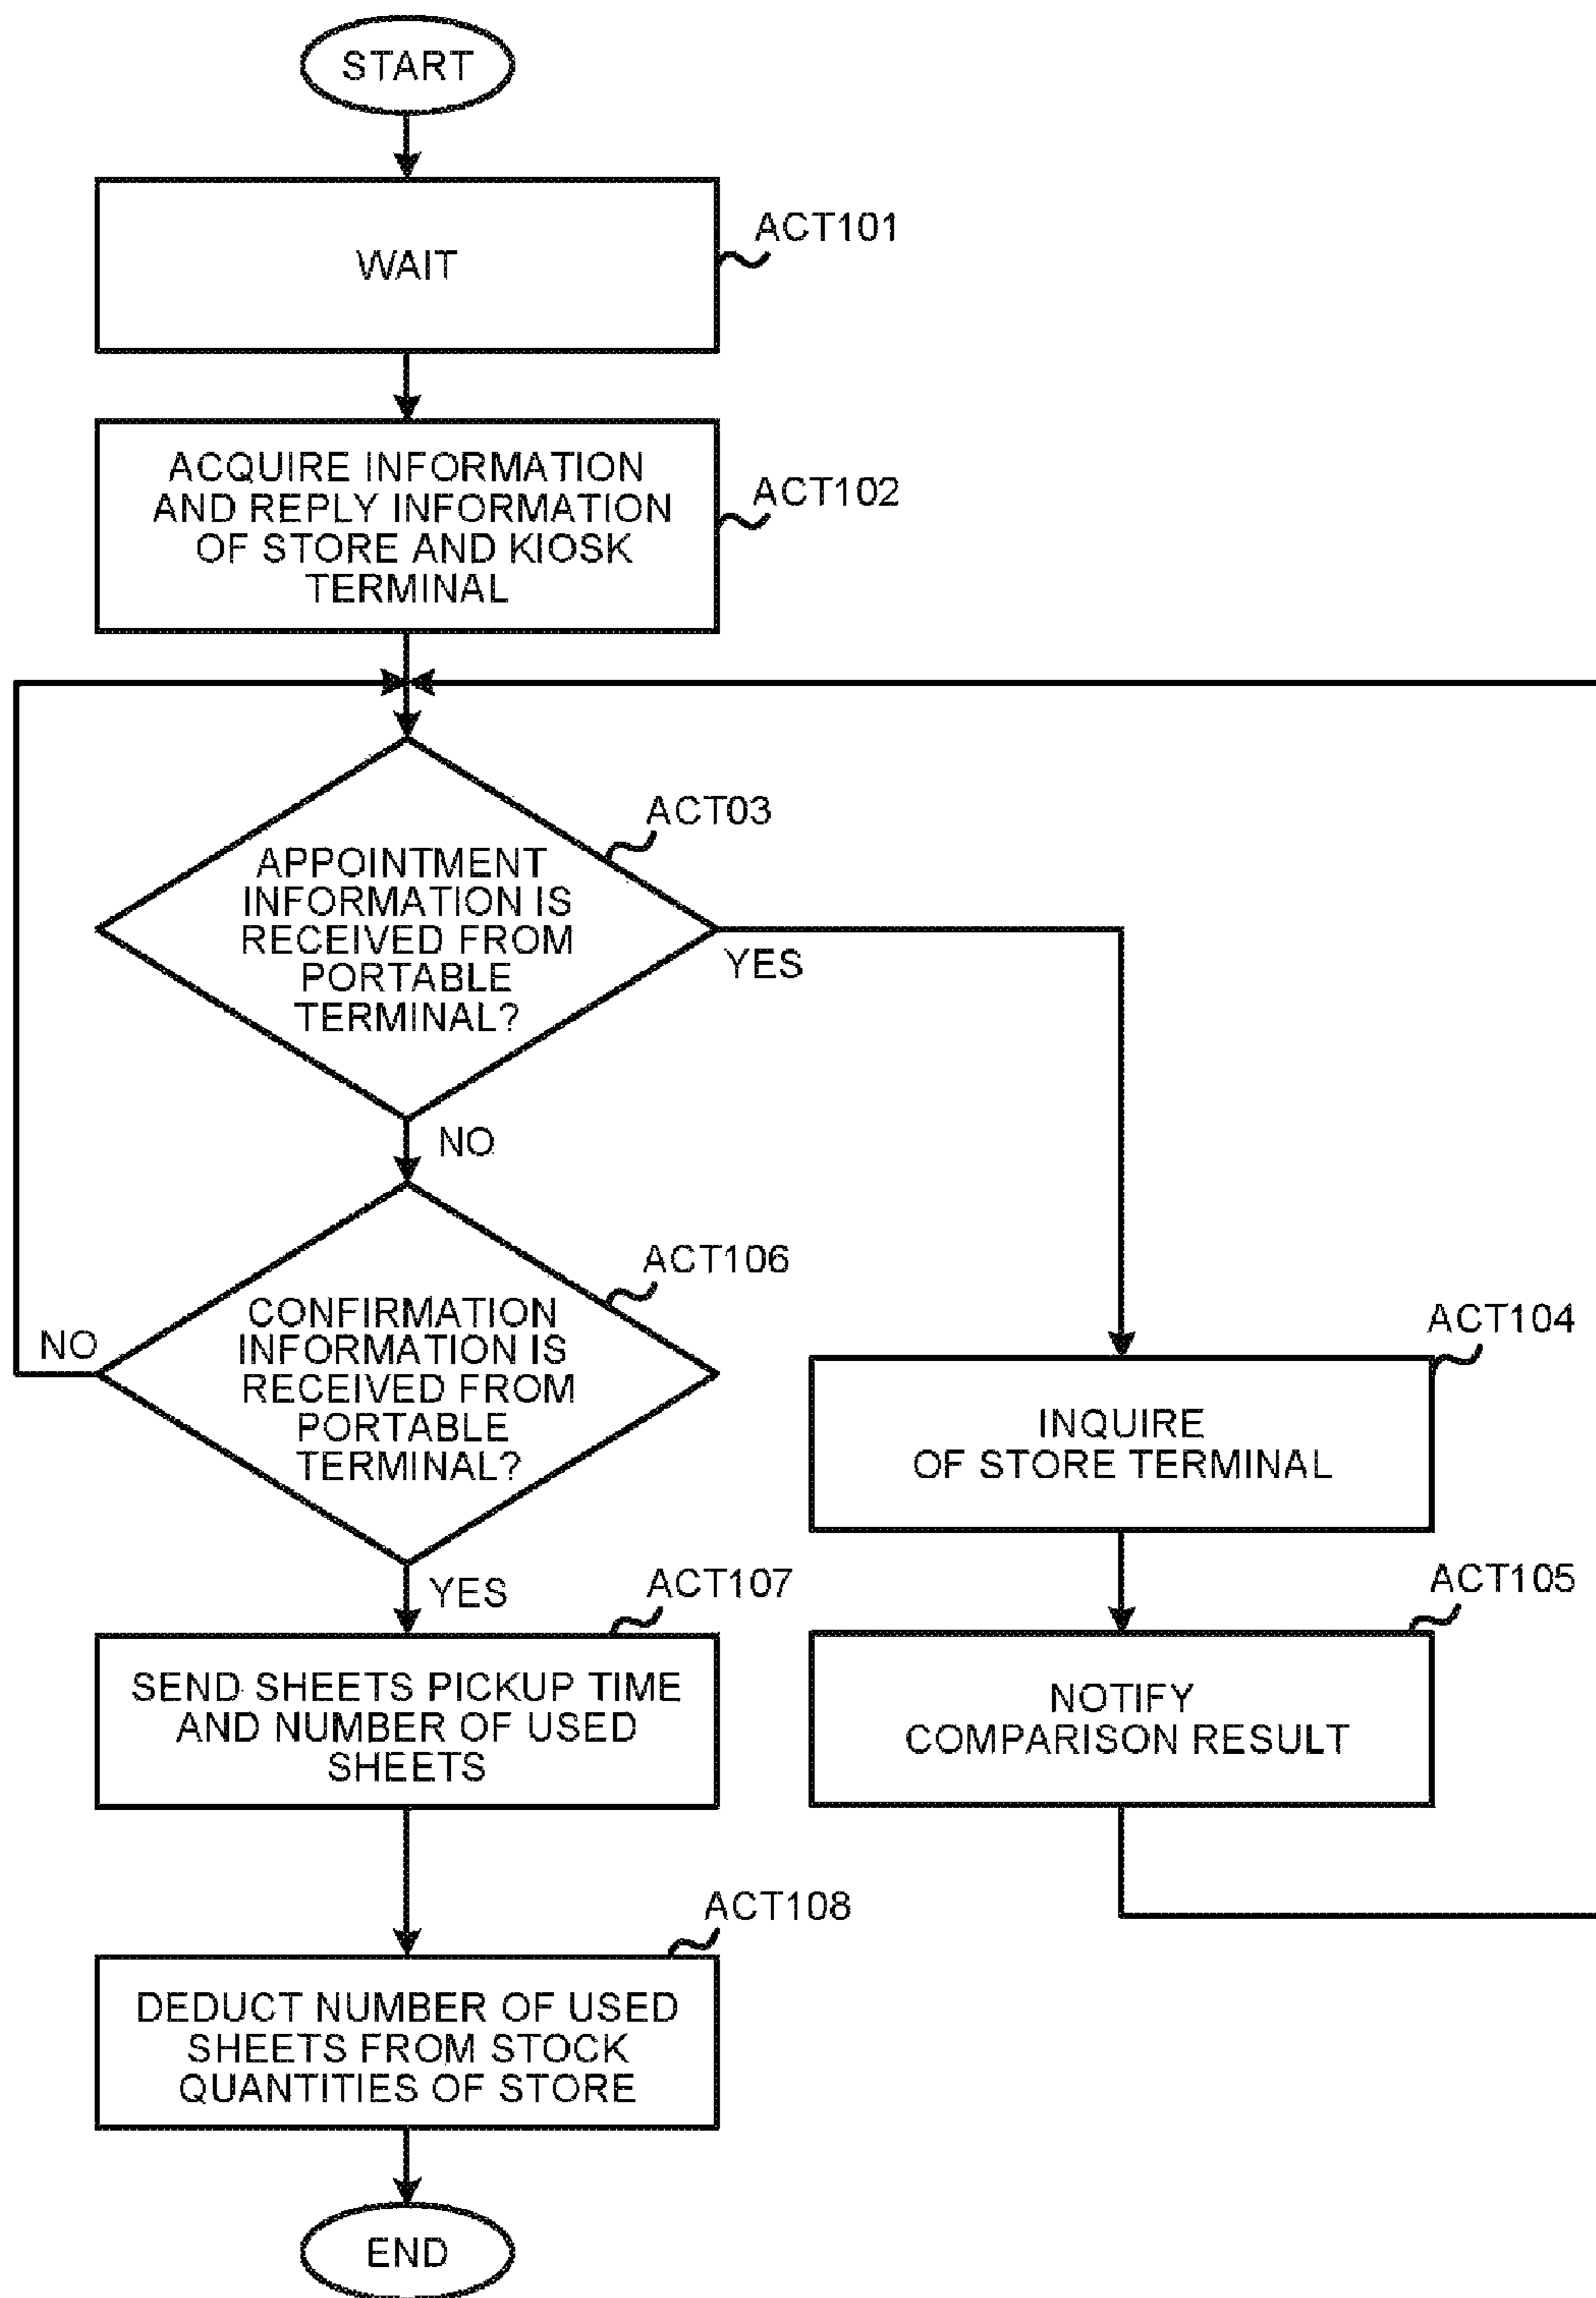 START
WAIT
ACT101
ACQUIRE INFORMATION
AND REPLY INFORMATION
OF STORE AND KIOSK
TERMINAL
ACT102
ACT03
APPOINTMENT
INFORMATION IS
RECEIVED FROM
PORTABLE
TERMINAL?
YES
NO
ACT106
CONFIRMATION
INFORMATION IS
RECEIVED FROM
PORTABLE
TERMINAL?
NO
YES
ACT104
INQUIRE
OF STORE TERMINAL
ACT105
NOTIFY
COMPARISON RESULT
ACT107
SEND SHEETS PICKUP TIME
AND NUMBER OF USED
SHEETS
ACT108
DEDUCT NUMBER OF USED
SHEETS FROM STOCK
QUANTITIES OF STORE
END